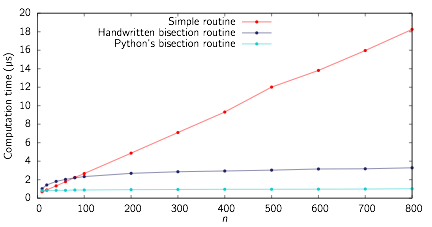 20
18
16
14
12
10
8
6
4
2
0
Computation time (µs)
Simple routine
Handwritten bisection routine
Python's bisection routine
0 100 200 300 400 500 600 700 800
n